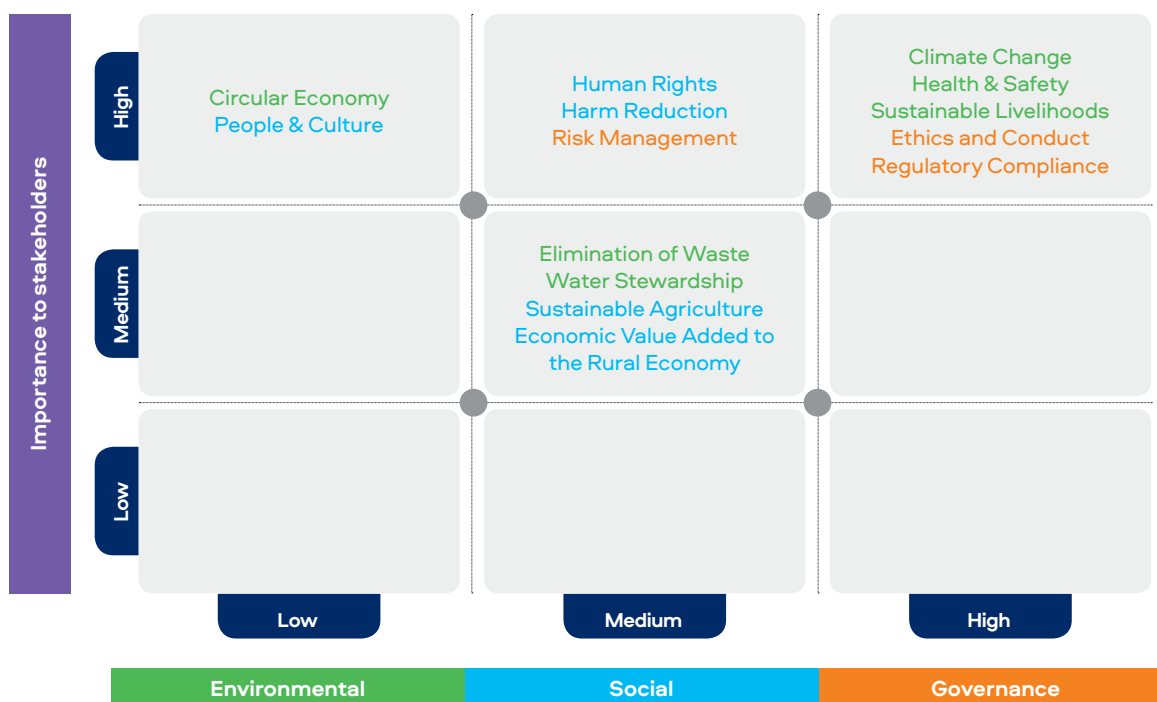 Importance to stakeholders
High
Circular Economy
People & Culture
Human Rights
Harm Reduction
Risk Management
Climate Change
Health & Safety
Sustainable Livelihoods
Ethics and Conduct
Regulatory Compliance
Medium
Elimination of Waste
Water Stewardship
Sustainable Agriculture
Economic Value Added to
the Rural Economy
Low
Low
Medium
High
Environmental
Social
Governance